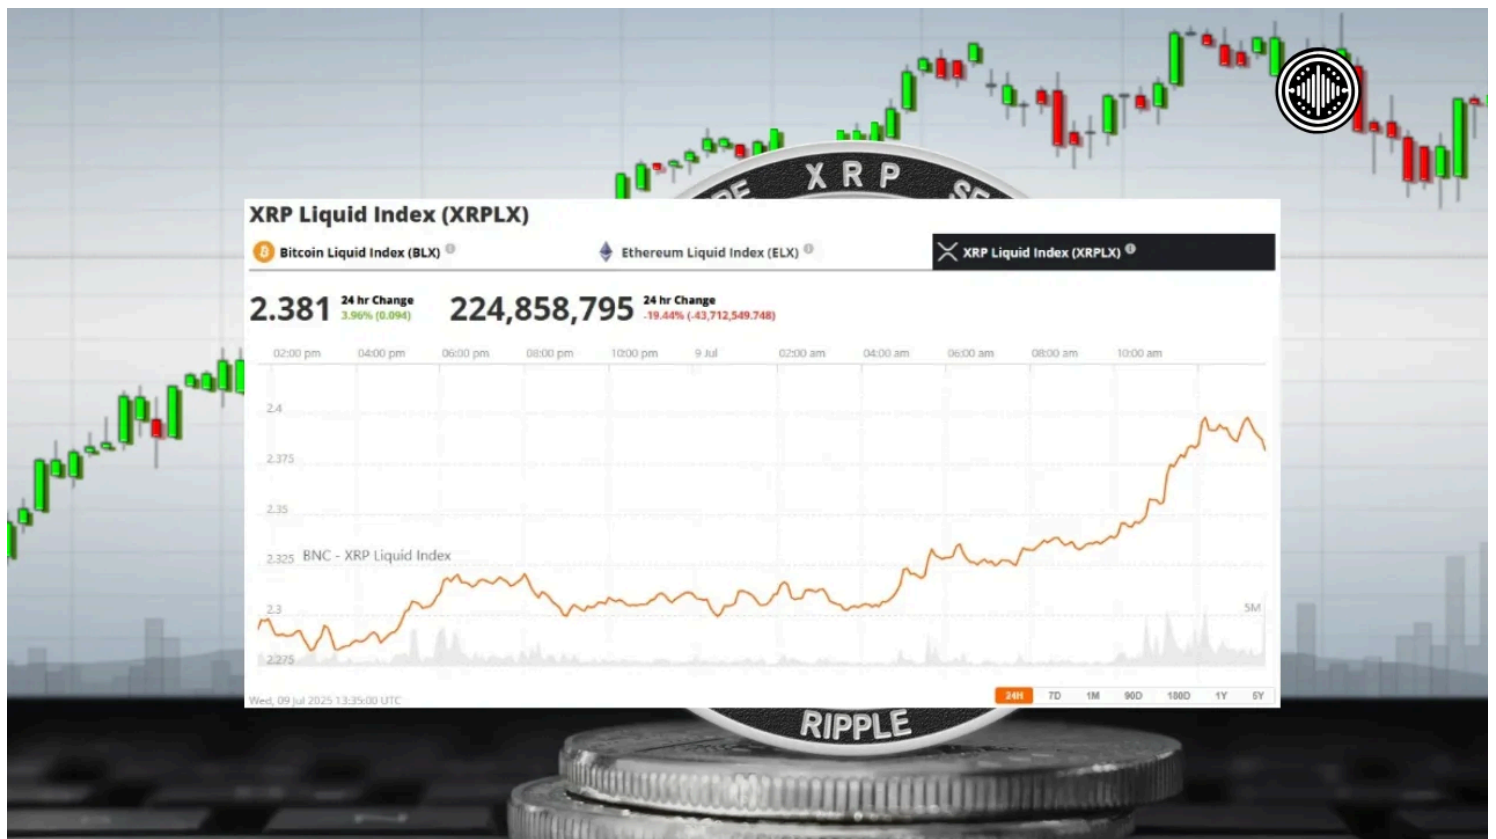 XRP
RE
SE
XRP Liquid Index (XRPLX)
Bitcoin Liquid Index (BLX)
Ethereum Liquid Index (ELX)
XRP Liquid Index (XRPLX)
2.381
24 hr Change
3.96% (0.094)
224,858,795
24 hr Change
-19.44% (-43,712,549.748)
02:00 pm 04:00 pm 06:00 pm 08:00 pm 10:00 pm 9 Jul 02:00 am 04:00 am 06:00 am 08:00 am 10:00 am
2.4
2.375
2.35
2.325
BNC - XRP Liquid Index
2.3
5M
2.275
24H 7D 1M 90D 180D 1Y 5Y
Wed, 09 Jul 2025 13:35:00 UTC
RIPPLE